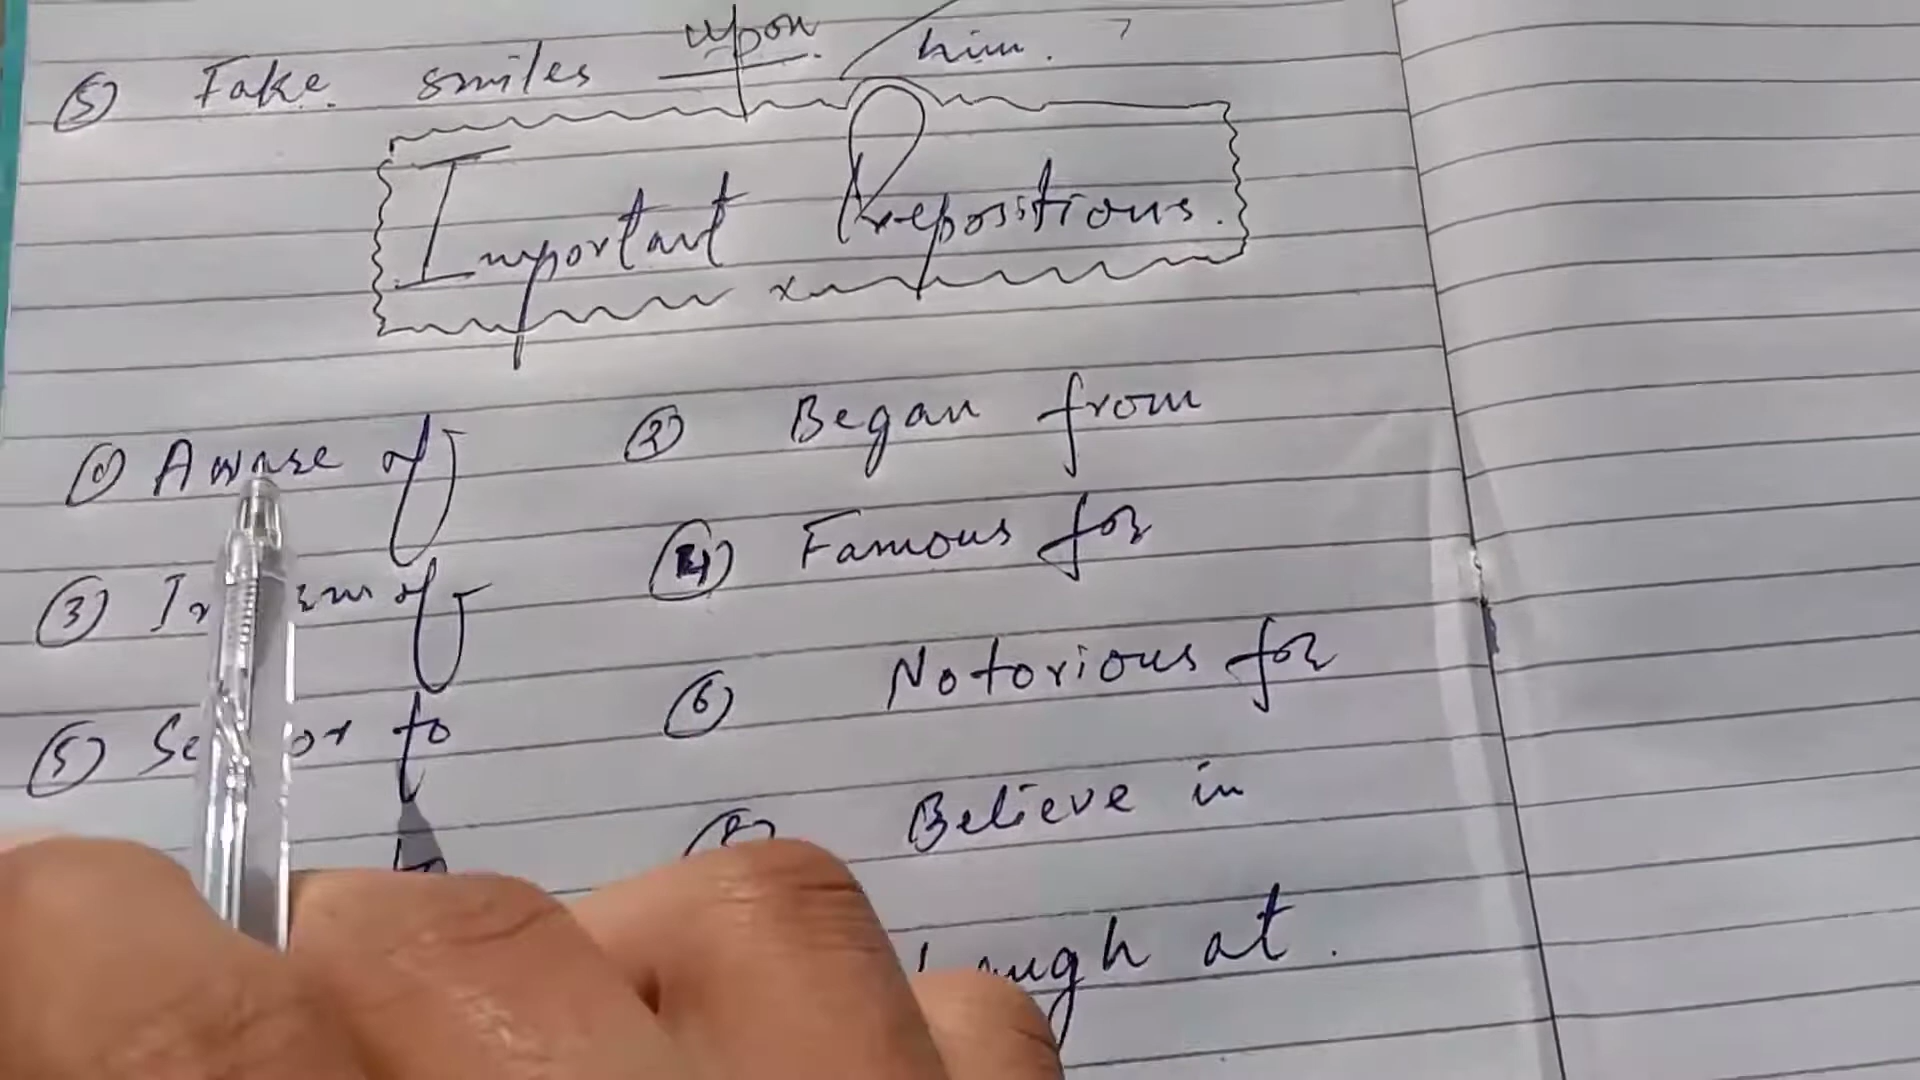 ⑤ Fake smiles upon him.
Important Prepositions.
① Aware of ② Began from
③ of ④ Famous for
⑤ to ⑥ Notorious for
⑧ Believe in
at.